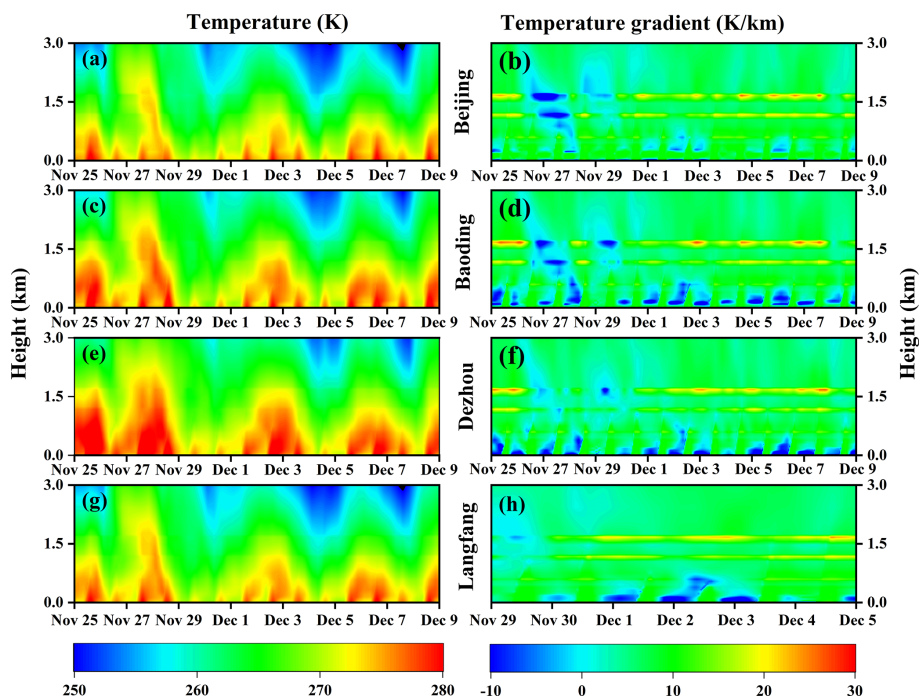 Temperature (K)
Temperature gradient (K/km)
3.0
1.5
0.0
(a)
Nov 25 Nov 27 Nov 29 Dec 1 Dec 3 Dec 5 Dec 7 Dec 9
Beijing
(b)
3.0
1.5
0.0
Nov 25 Nov 27 Nov 29 Dec 1 Dec 3 Dec 5 Dec 6 Dec 9
3.0
1.5
0.0
(c)
Nov 25 Nov 27 Nov 29 Dec 1 Dec 3 Dec 5 Dec 7 Dec 9
Baoding
(d)
3.0
1.5
0.0
Nov 25 Nov 27 Nov 29 Dec 1 Dec 3 Dec 5 Dec 6 Dec 9
Height (km)
Height (km)
3.0
1.5
0.0
(e)
Nov 25 Nov 27 Nov 29 Dec 1 Dec 3 Dec 5 Dec 7 Dec 9
Dezhou
(f)
3.0
1.5
0.0
Nov 25 Nov 27 Nov 29 Dec 1 Dec 3 Dec 5 Dec 6 Dec 9
3.0
1.5
0.0
(g)
Nov 25 Nov 27 Nov 29 Dec 1 Dec 3 Dec 5 Dec 7 Dec 9
Langfang
(h)
3.0
1.5
0.0
Nov 29 Nov 30 Dec 1 Dec 2 Dec 3 Dec 4 Dec 5
250 260 270 280
-10 0 10 20 30